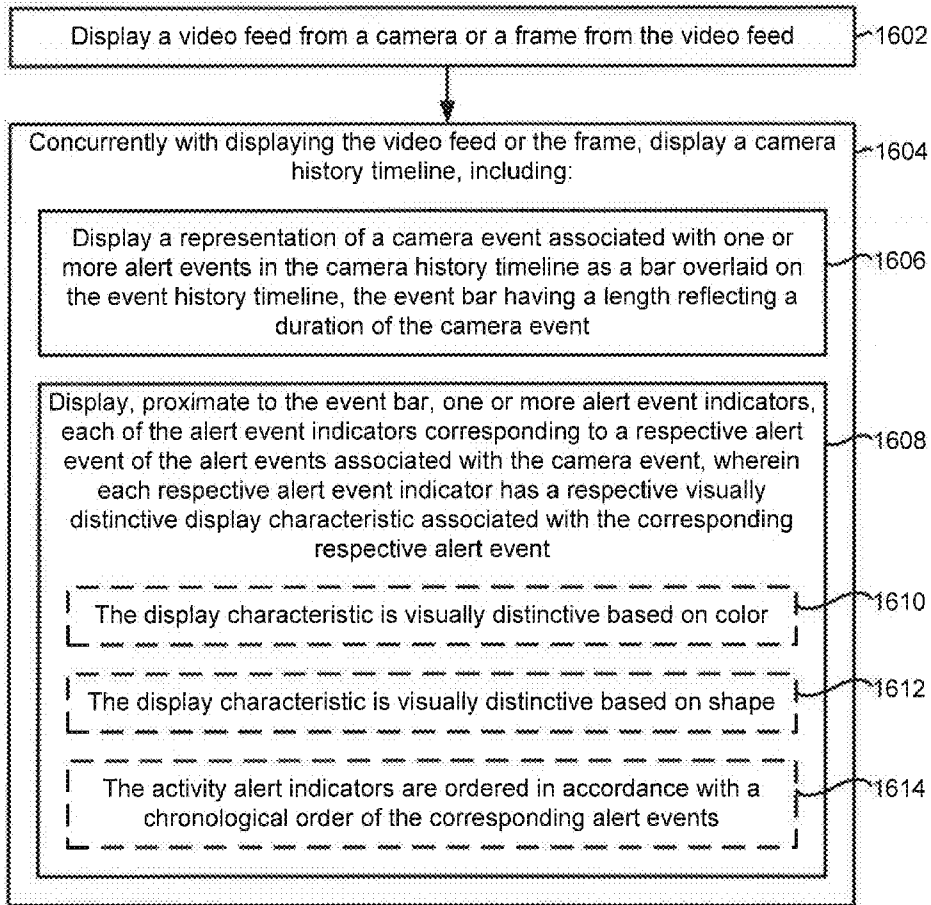 Display a video feed from a camera or a frame from the video feed
1602
Concurrently with displaying the video feed or the frame, display a camera
history timeline, including:
1604
Display a representation of a camera event associated with one or
more alert events in the camera history timeline as a bar overlaid on
the event history timeline, the event bar having a length reflecting a
duration of the camera event
1606
Display, proximate to the event bar, one or more alert event indicators,
each of the alert event indicators corresponding to a respective alert
event of the alert events associated with the camera event, wherein
each respective alert event indicator has a respective visually
distinctive display characteristic associated with the corresponding
respective alert event
1608
The display characteristic is visually distinctive based on color
1610
The display characteristic is visually distinctive based on shape
1612
The activity alert indicators are ordered in accordance with a
chronological order of the corresponding alert events
1614